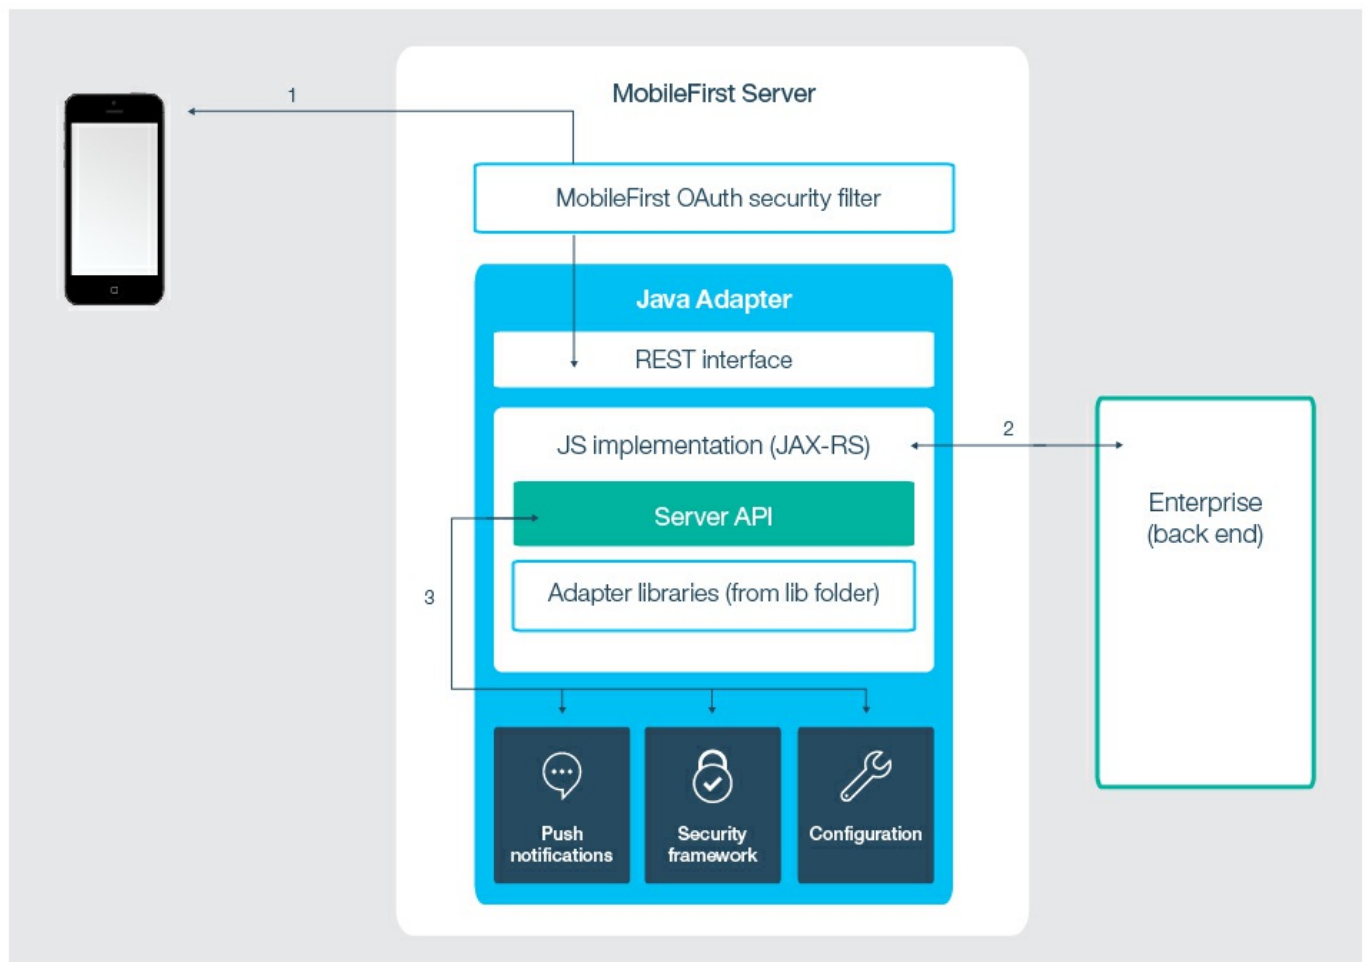 1
MobileFirst Server
MobileFirst OAuth security filter
Java Adapter
REST interface
JS implementation (JAX-RS)
2
Server API
Enterprise
(back end)
Adapter libraries (from lib folder)
3
Push
notifications
Security
framework
Configuration